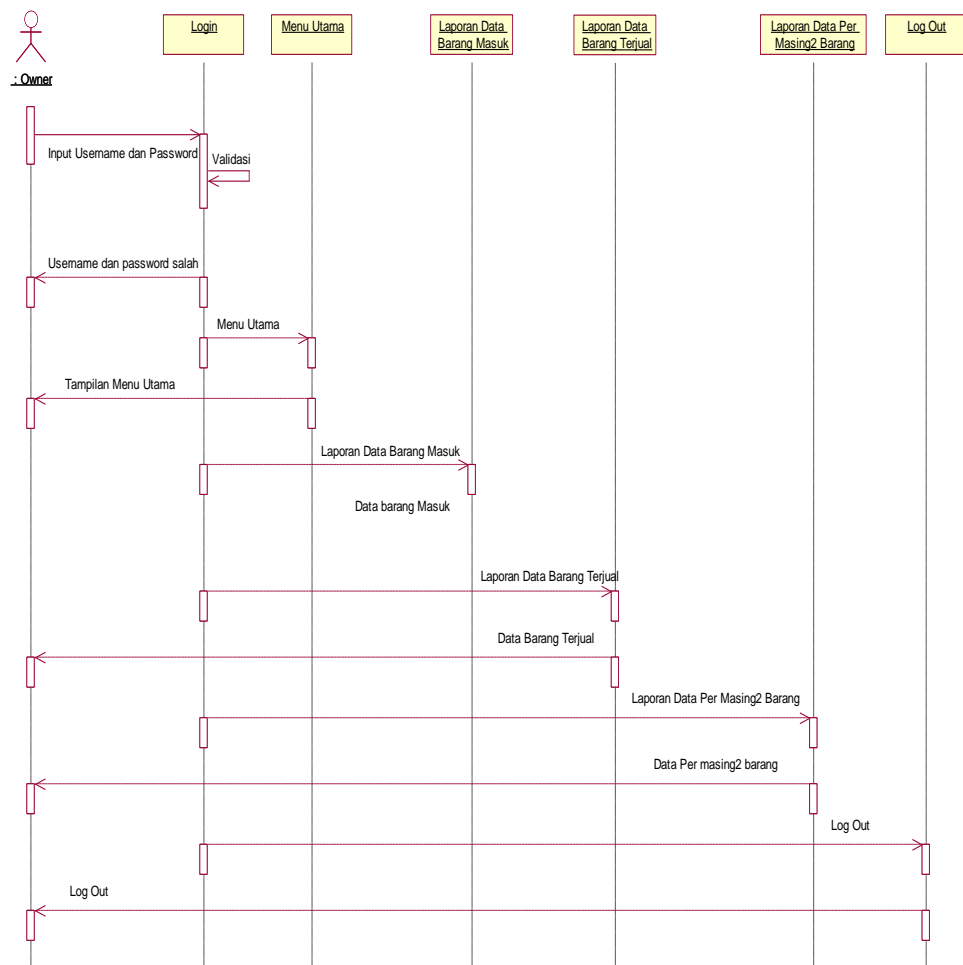 Login
Menu Utama
Laporan Data
Barang Masuk
Laporan Data
Barang Terjual
Laporan Data Per
Masing2 Barang
Log Out
: Owner
Input Username dan Password
Validasi
Username dan password salah
Menu Utama
Tampilan Menu Utama
Laporan Data Barang Masuk
Data barang Masuk
Laporan Data Barang Terjual
Data Barang Terjual
Laporan Data Per Masing2 Barang
Data Per masing2 barang
Log Out
Log Out